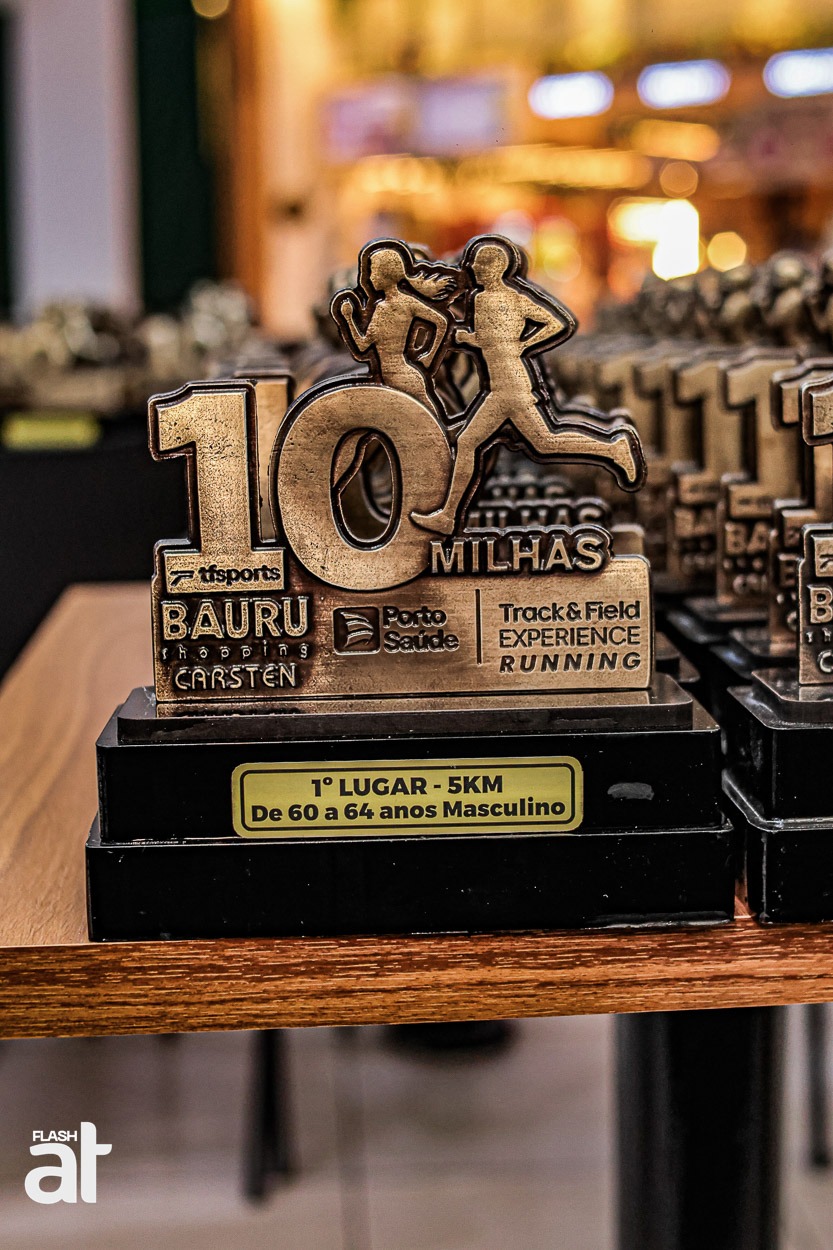 10
MILHAS
tfsports
BAURU
shopping
CARSTEN
Porto
Saúde
Track&Field
EXPERIENCE
RUNNING
1º LUGAR - 5KM
De 60 a 64 anos Masculino
FLASH
at